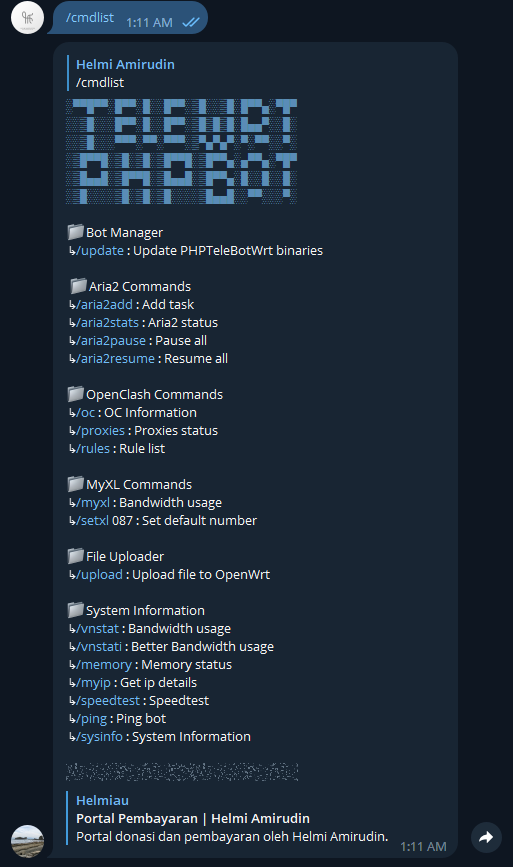 /cmdlist
1:11 AM
Helmi Amirudin
/cmdlist
TELEWRT
PHPBOT
Bot Manager
↳/update : Update PHPTeleBotWrt binaries
Aria2 Commands
↳/aria2add : Add task
↳/aria2stats : Aria2 status
↳/aria2pause : Pause all
↳/aria2resume : Resume all
OpenClash Commands
↳/oc : OC Information
↳/proxies : Proxies status
↳/rules : Rule list
MyXL Commands
↳/myxl : Bandwidth usage
↳/setxl 087 : Set default number
File Uploader
↳/upload : Upload file to OpenWrt
System Information
↳/vnstat : Bandwidth usage
↳/vnstati : Better Bandwidth usage
↳/memory : Memory status
↳/myip : Get ip details
↳/speedtest : Speedtest
↳/ping : Ping bot
↳/sysinfo : System Information
Helmiau
Portal Pembayaran | Helmi Amirudin
Portal donasi dan pembayaran oleh Helmi Amirudin.
1:11 AM